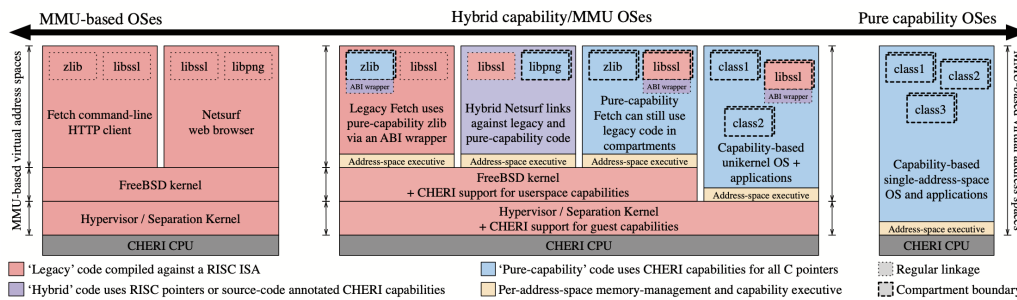 MMU-based OSes
Hybrid capability/MMU OSes
Pure capability OSes
MMU-based virtual address spaces
zlib
libssl
Fetch command-line
HTTP client
libssl
libpng
Netsurf
web browser
FreeBSD kernel
Hypervisor / Separation Kernel
CHERI CPU
zlib
libssl
ABI wrapper
Legacy Fetch uses
pure-capability zlib
via an ABI wrapper
Address-space executive
libssl
libpng
Hybrid Netsurf links
against legacy and
pure-capability code
Address-space executive
zlib
libssl
ABI wrapper
Pure-capability
Fetch can still use
legacy code in
compartments
Address-space executive
class1
libssl
ABI wrapper
class2
Capability-based
unikernel OS +
applications
Address-space executive
FreeBSD kernel
+ CHERI support for userspace capabilities
Hypervisor / Separation Kernel
+ CHERI support for guest capabilities
CHERI CPU
class1
class2
class3
Capability-based
single-address-space
OS and applications
Address-space executive
CHERI CPU
‘Legacy’ code compiled against a RISC ISA
‘Hybrid’ code uses RISC pointers or source-code annotated CHERI capabilities
‘Pure-capability’ code uses CHERI capabilities for all C pointers
Per-address-space memory-management and capability executive
Regular linkage
Compartment boundary